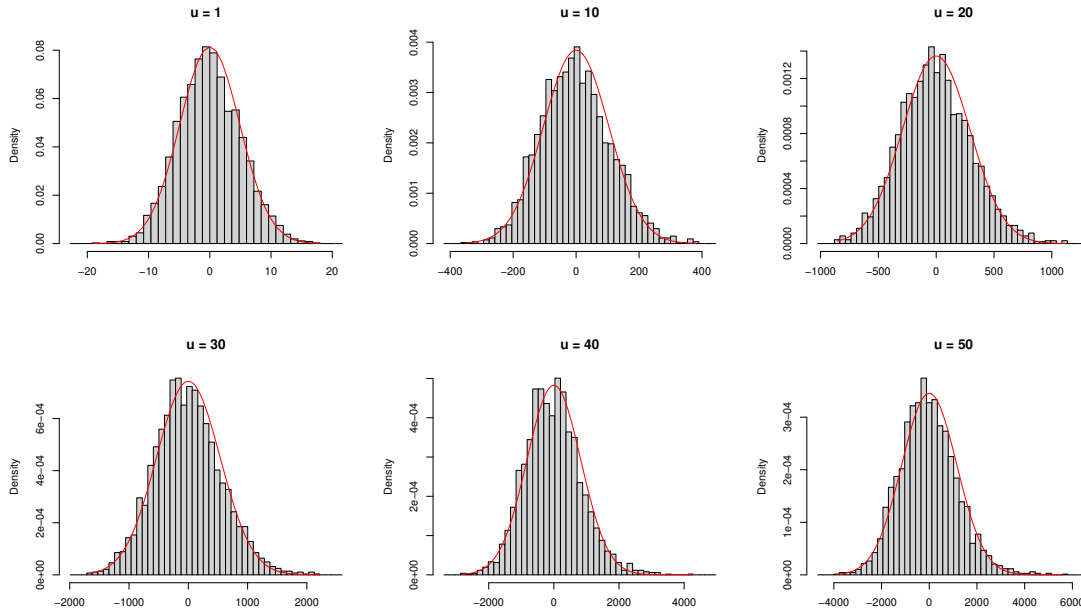 u = 1
Density
0.00
0.02
0.04
0.06
0.08
−20
−10
0
10
20
u = 10
Density
0.000
0.001
0.002
0.003
0.004
−400
−200
0
200
400
u = 20
Density
0.0000
0.0004
0.0008
0.0012
−1000
−500
0
500
1000
u = 30
Density
0e+00
2e−04
4e−04
6e−04
−2000
−1000
0
1000
2000
u = 40
Density
0e+00
2e−04
4e−04
−2000
0
2000
4000
u = 50
Density
0e+00
1e−04
2e−04
3e−04
−4000
−2000
0
2000
4000
6000